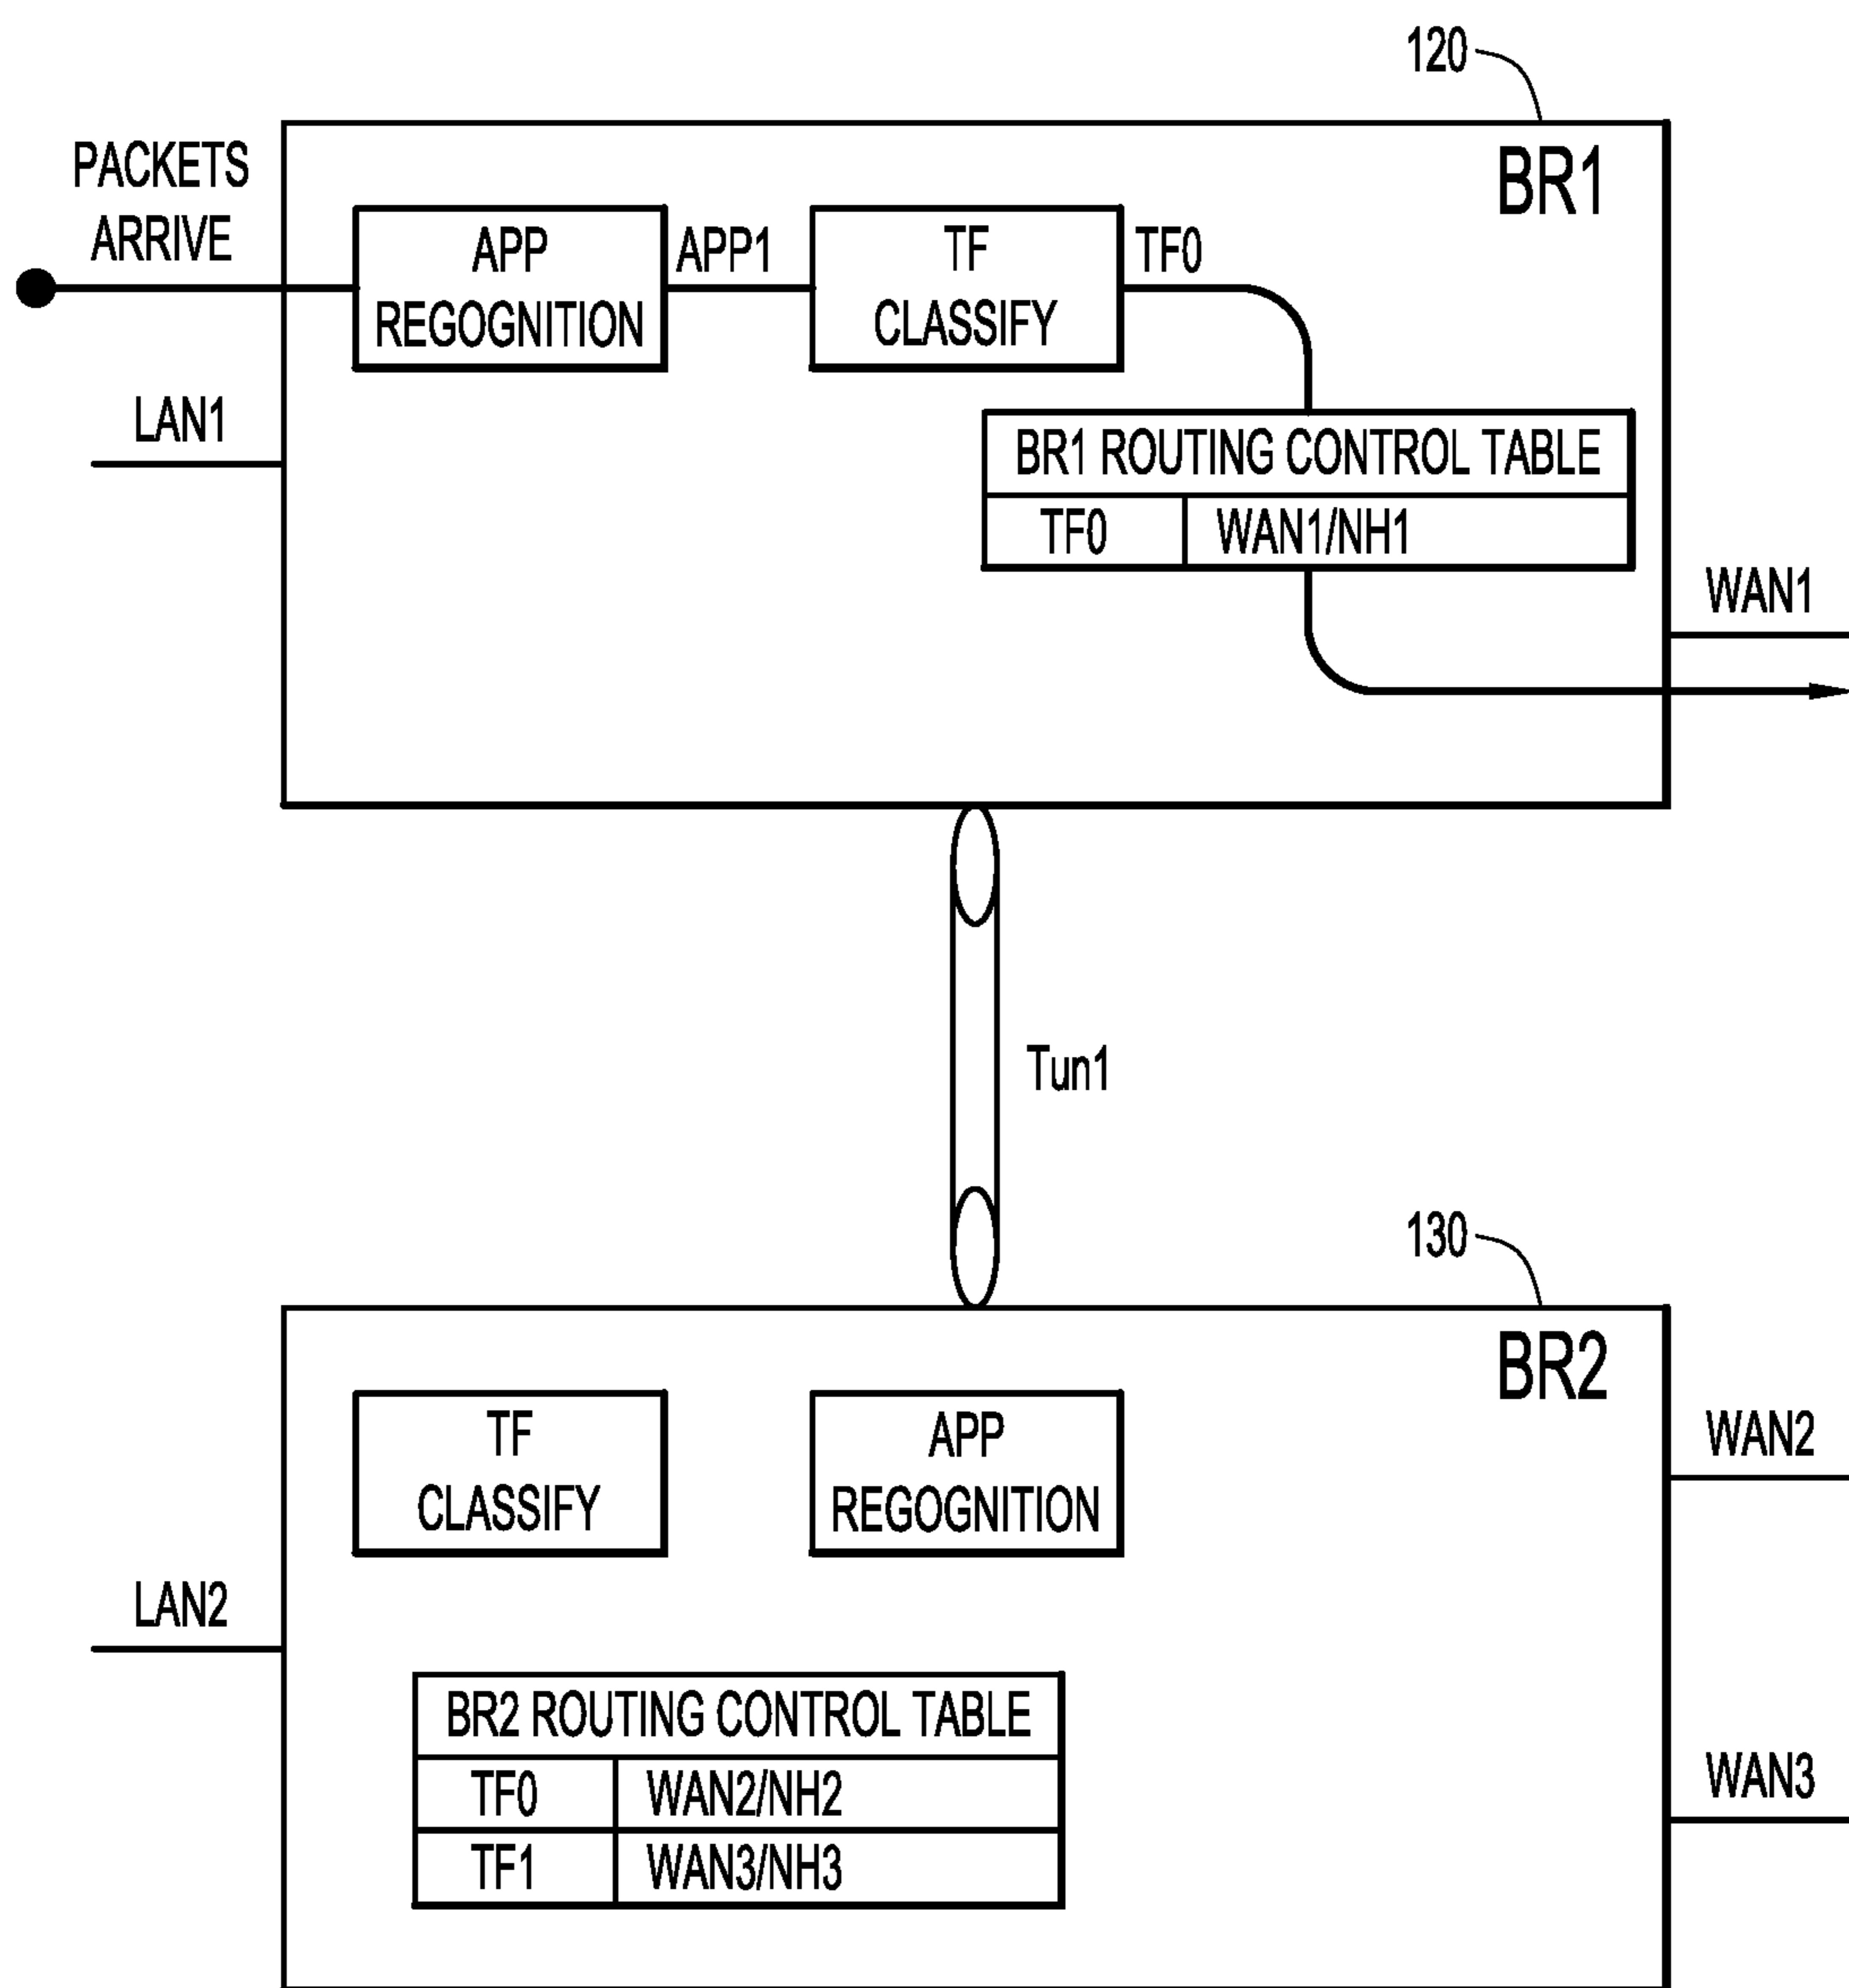 120
PACKETS
ARRIVE
BR1
APP
REGOGNITION
APP1
TF
CLASSIFY
TF0
LAN1
BR1 ROUTING CONTROL TABLE
TF0 WAN1/NH1
WAN1
Tun1
130
BR2
TF
CLASSIFY
APP
REGOGNITION
WAN2
LAN2
BR2 ROUTING CONTROL TABLE
TF0 WAN2/NH2
TF1 WAN3/NH3
WAN3